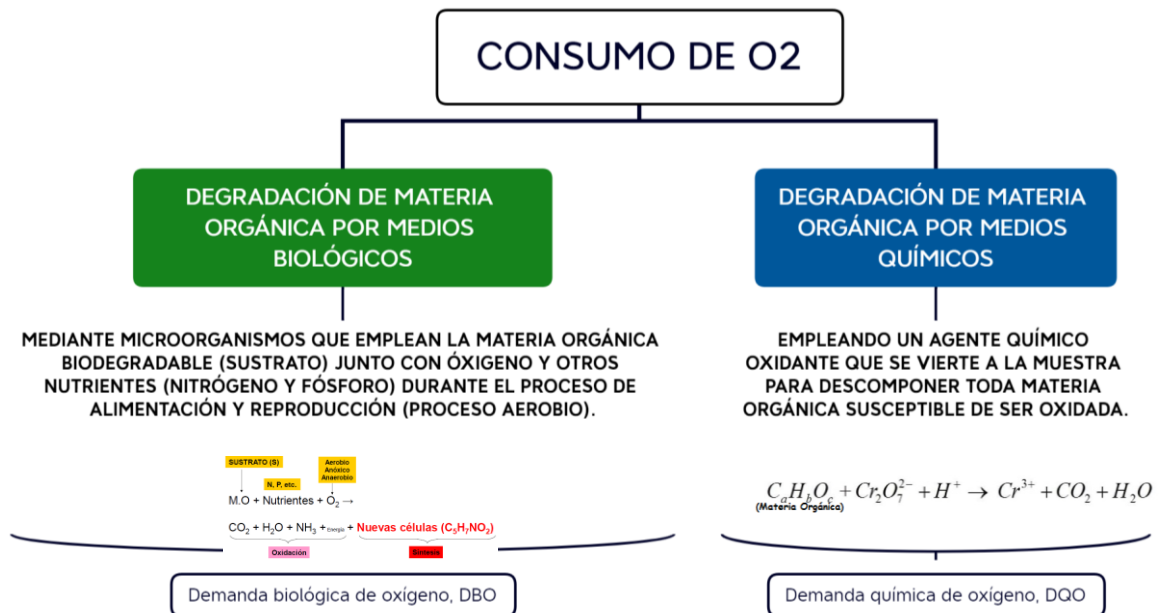 CONSUMO DE O2
DEGRADACIÓN DE MATERIA
ORGÁNICA POR MEDIOS
BIOLÓGICOS
MEDIANTE MICROORGANISMOS QUE EMPLEAN LA MATERIA ORGÁNICA
BIODEGRADABLE (SUSTRATO) JUNTO CON ÓXIGENO Y OTROS
NUTRIENTES (NITRÓGENO Y FÓSFORO) DURANTE EL PROCESO DE
ALIMENTACIÓN Y REPRODUCCIÓN (PROCESO AEROBIO).
SUSTRATO (S)
Aerobio
Anóxico
Anaerobio
N, P, etc.
M.O + Nutrientes + O₂ →
CO₂ + H₂O + NH₃ + Energía + Nuevas células (C₅H₇NO₂)
Oxidación
Síntesis
Demanda biológica de oxígeno, DBO
DEGRADACIÓN DE MATERIA
ORGÁNICA POR MEDIOS
QUÍMICOS
EMPLEANDO UN AGENTE QUÍMICO
OXIDANTE QUE SE VIERTE A LA MUESTRA
PARA DESCOMPONER TODA MATERIA
ORGÁNICA SUSCEPTIBLE DE SER OXIDADA.
CₐH_bO_c + Cr₂O₇²⁻ + H⁺ → Cr³⁺ + CO₂ + H₂O
(Materia Orgánica)
Demanda química de oxígeno, DQO